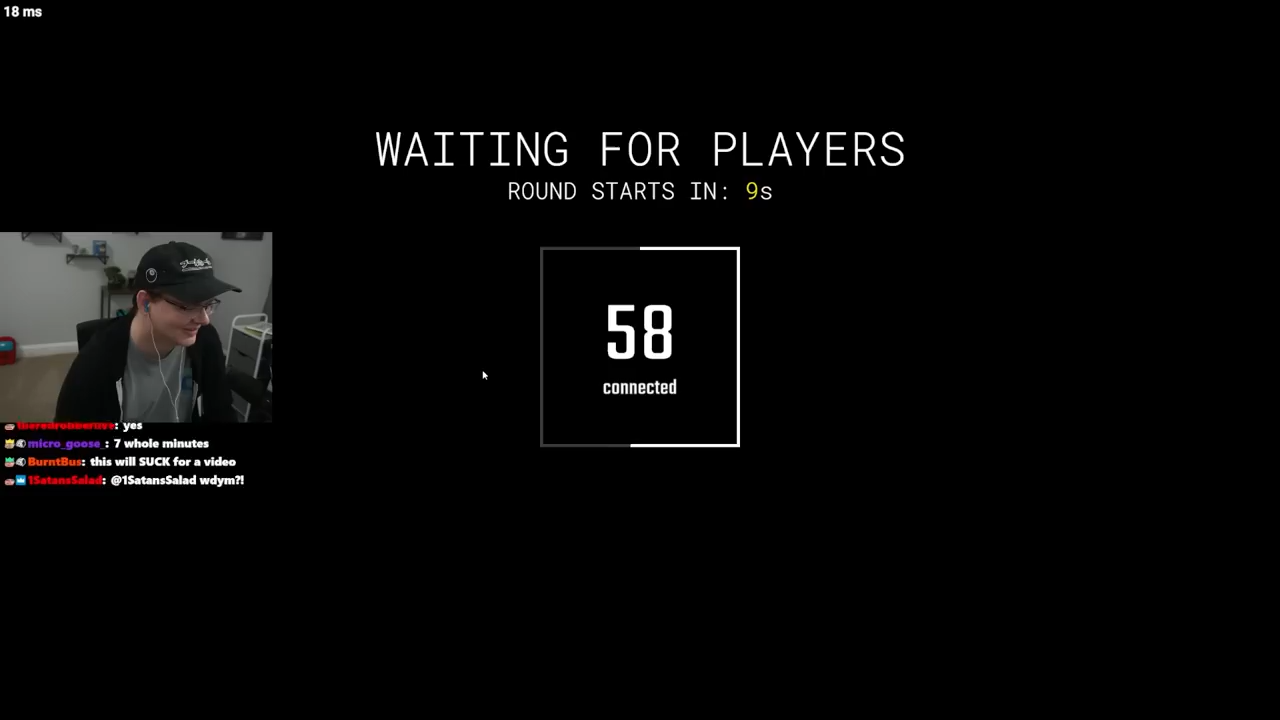 18 ms
WAITING FOR PLAYERS
ROUND STARTS IN: 9s
58
connected
: yes
micro_goose_: 7 whole minutes
BurntBus: this will SUCK for a video
1SatansSalad: @1SatansSalad wdym?!